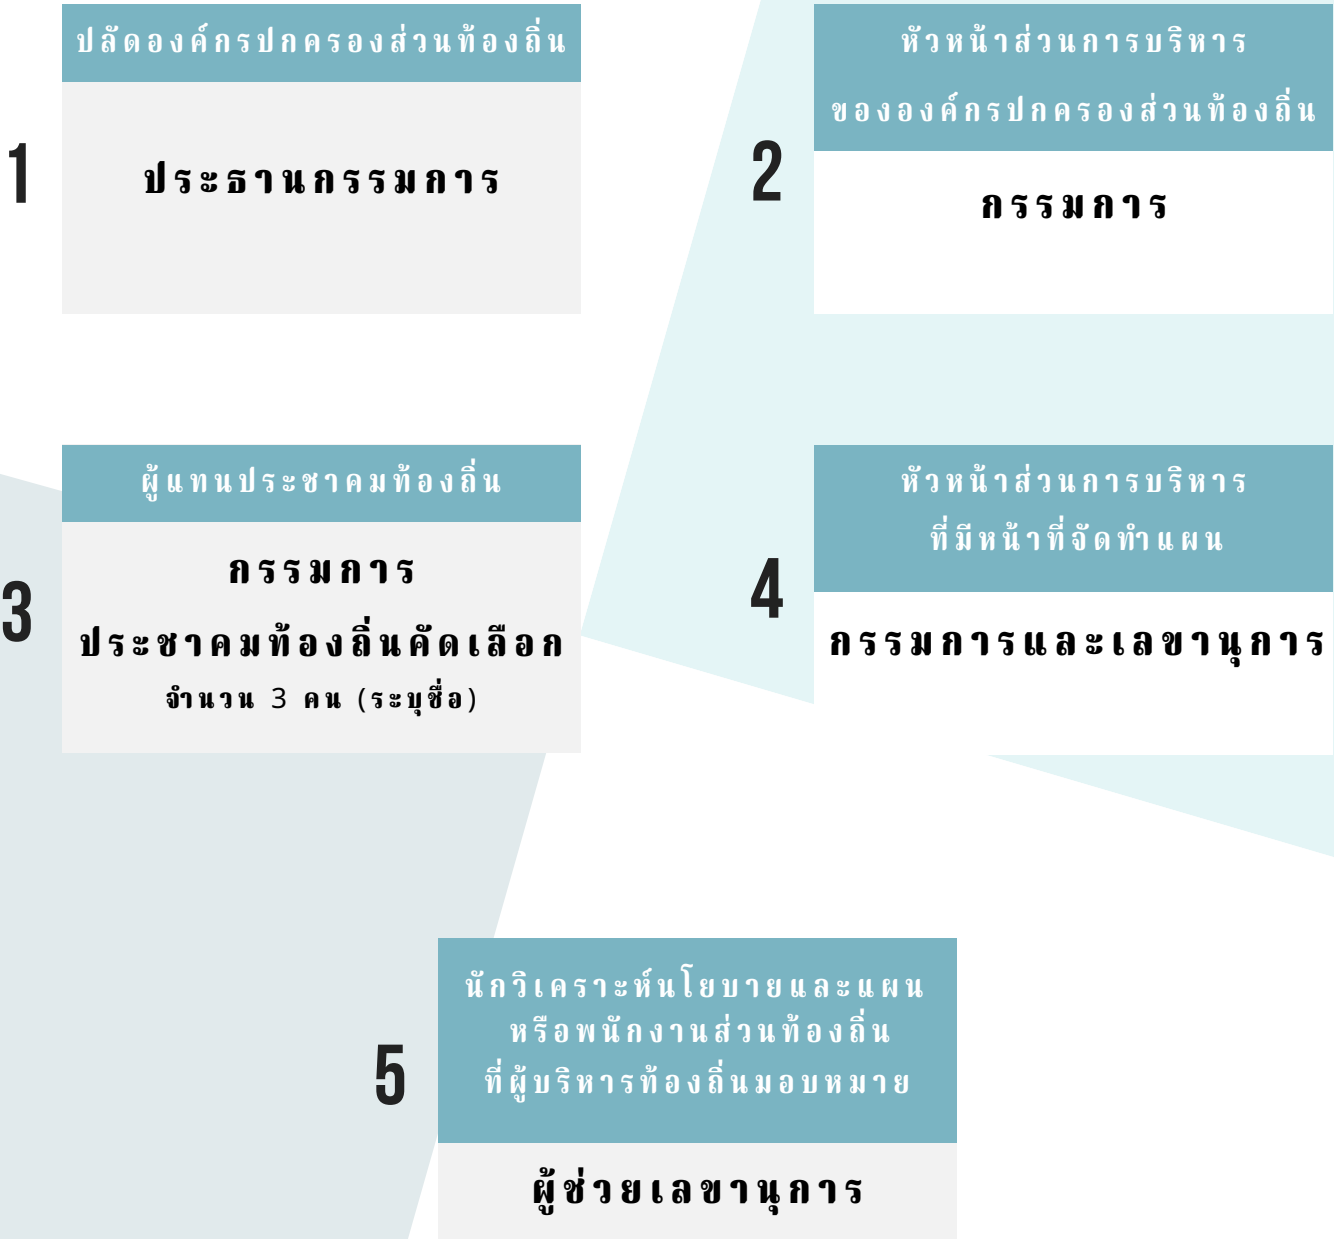 1
ปลัดองค์กรปกครองส่วนท้องถิ่น
ประธานกรรมการ
2
หัวหน้าส่วนการบริหาร
ขององค์กรปกครองส่วนท้องถิ่น
กรรมการ
3
ผู้แทนประชาคมท้องถิ่น
กรรมการ
ประชาคมท้องถิ่นคัดเลือก
จำนวน 3 คน (ระบุชื่อ)
4
หัวหน้าส่วนการบริหาร
ที่มีหน้าที่จัดทำแผน
กรรมการและเลขานุการ
5
นักวิเคราะห์นโยบายและแผน
หรือพนักงานส่วนท้องถิ่น
ที่ผู้บริหารท้องถิ่นมอบหมาย
ผู้ช่วยเลขานุการ